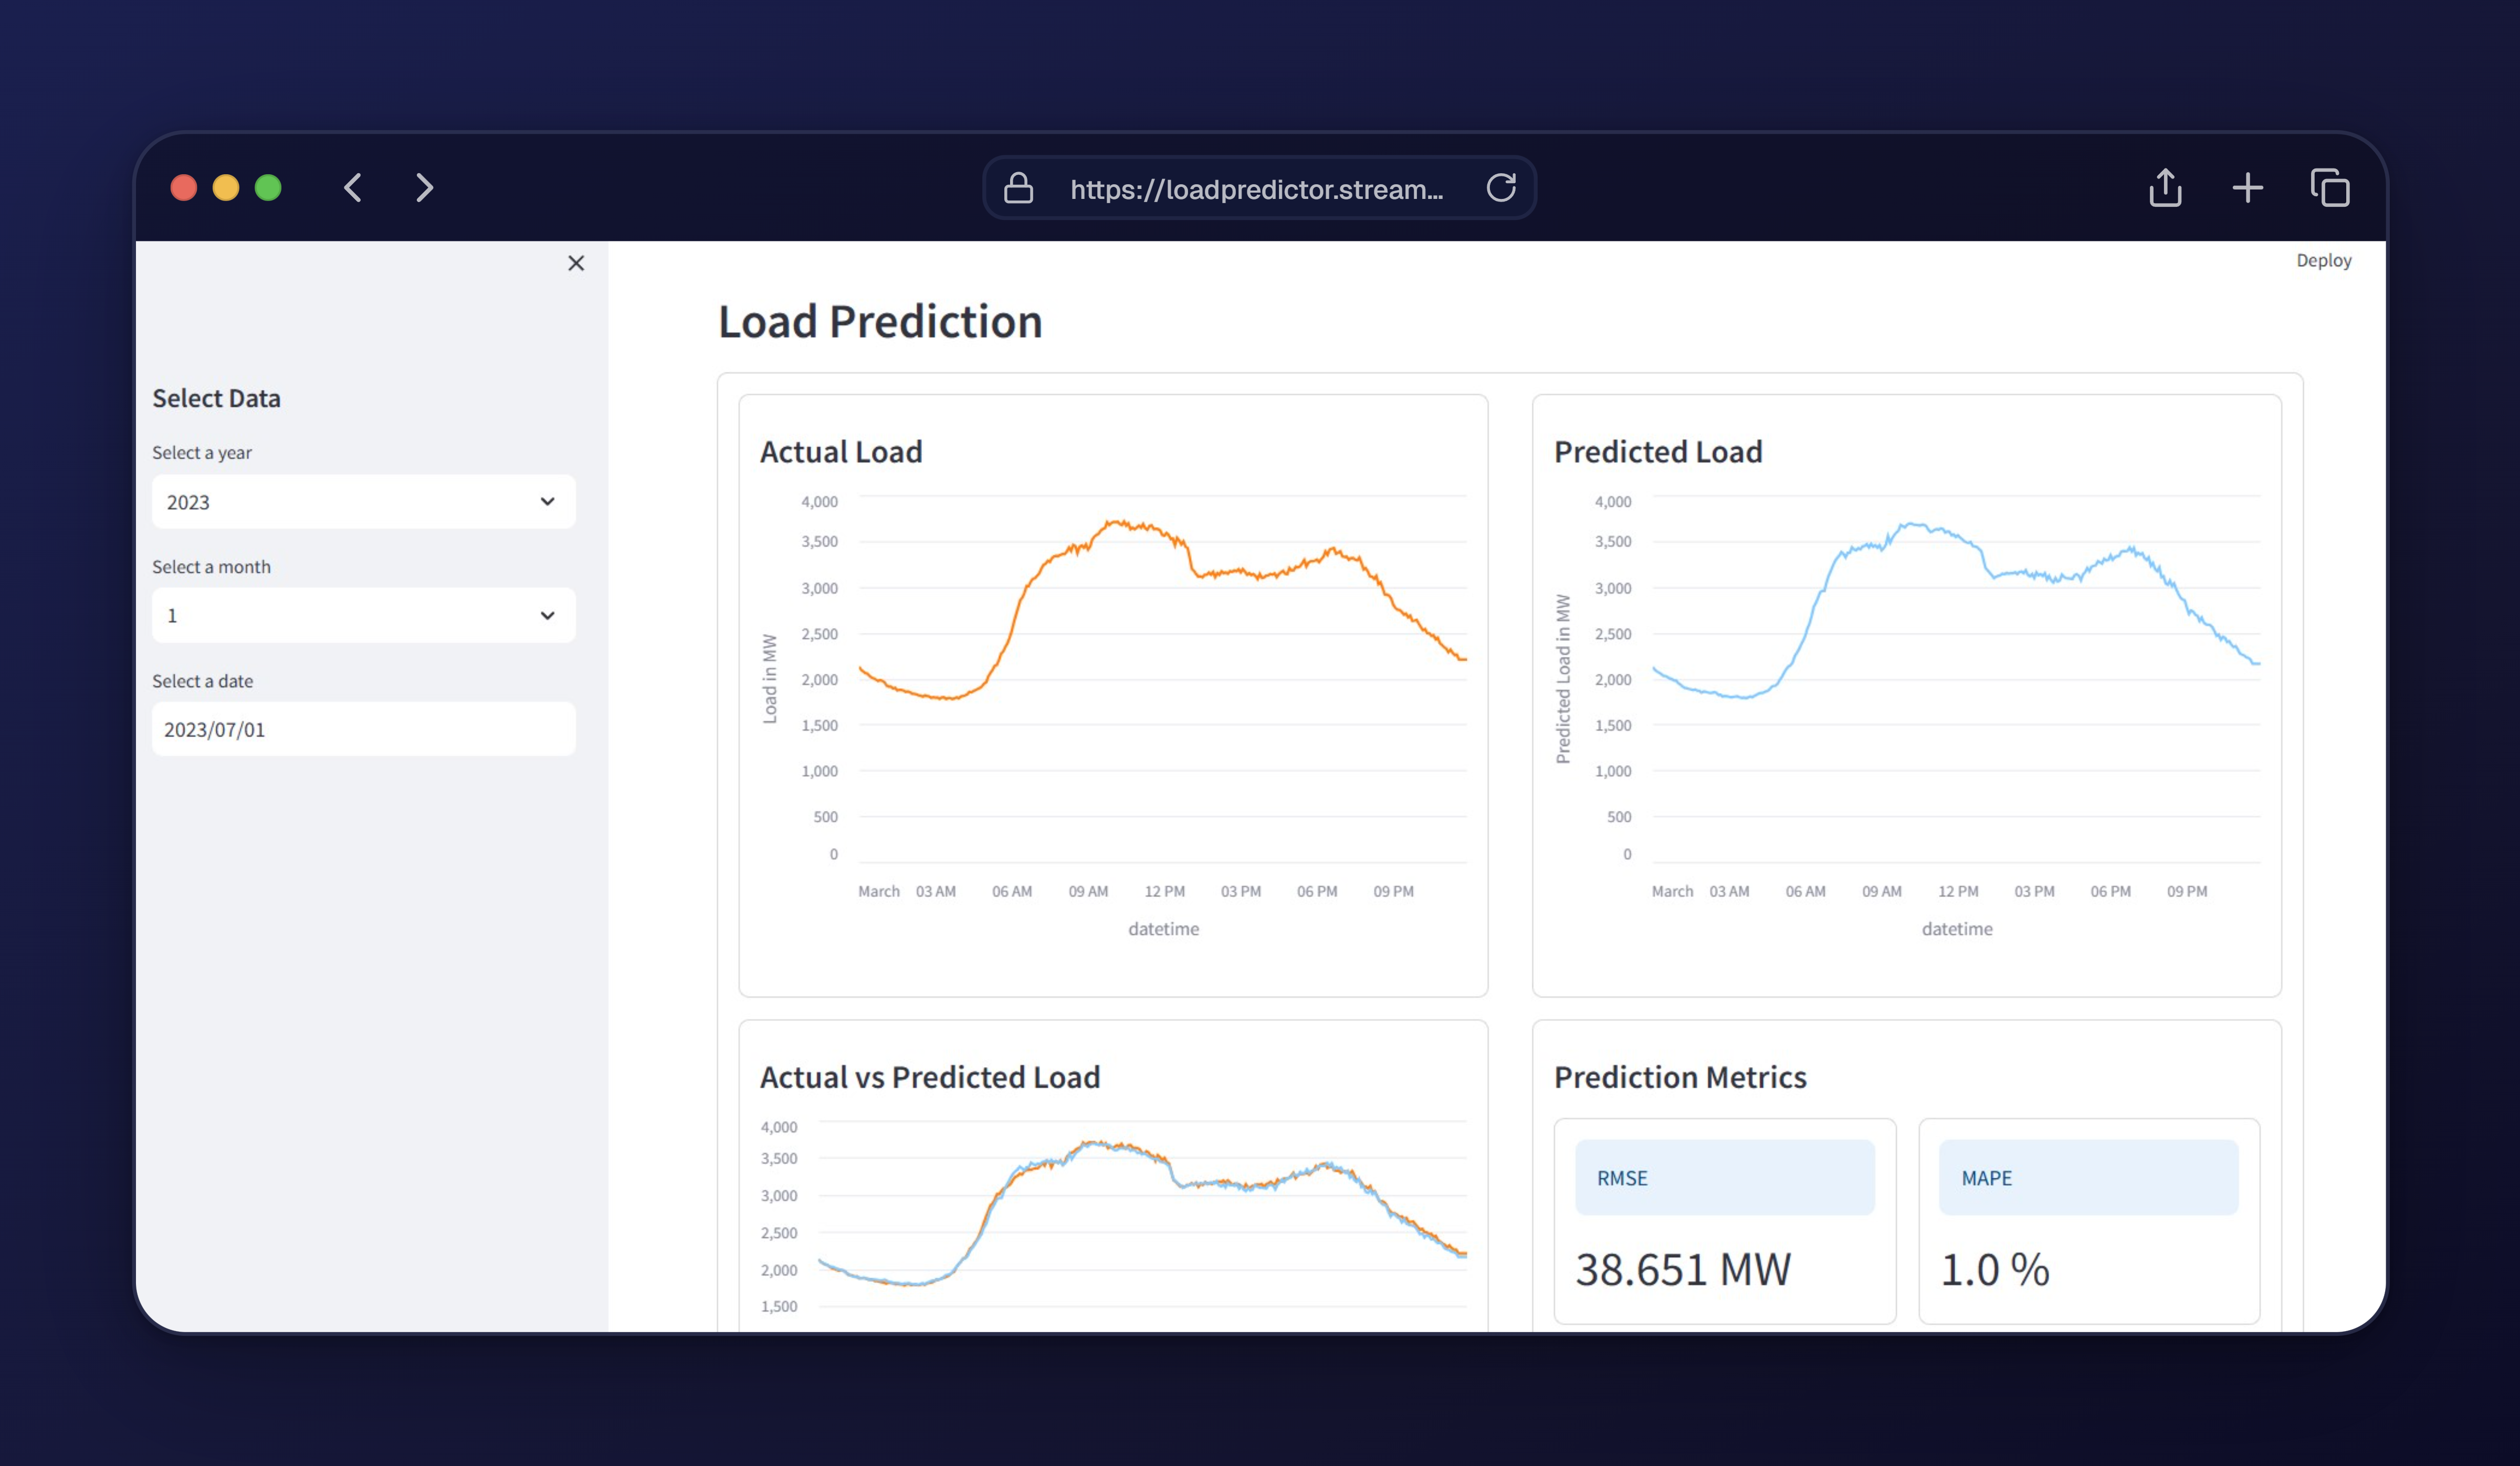 https://loadpredictor.stream...
Deploy
Select Data
Select a year
2023
Select a month
1
Select a date
2023/07/01
Load Prediction
Actual Load
4,000
3,500
3,000
2,500
2,000
1,500
1,000
500
0
Load in MW
March 03 AM 06 AM 09 AM 12 PM 03 PM 06 PM 09 PM
datetime
Predicted Load
4,000
3,500
3,000
2,500
2,000
1,500
1,000
500
0
Predicted Load in MW
March 03 AM 06 AM 09 AM 12 PM 03 PM 06 PM 09 PM
datetime
Actual vs Predicted Load
4,000
3,500
3,000
2,500
2,000
1,500
Prediction Metrics
RMSE
38.651 MW
MAPE
1.0 %